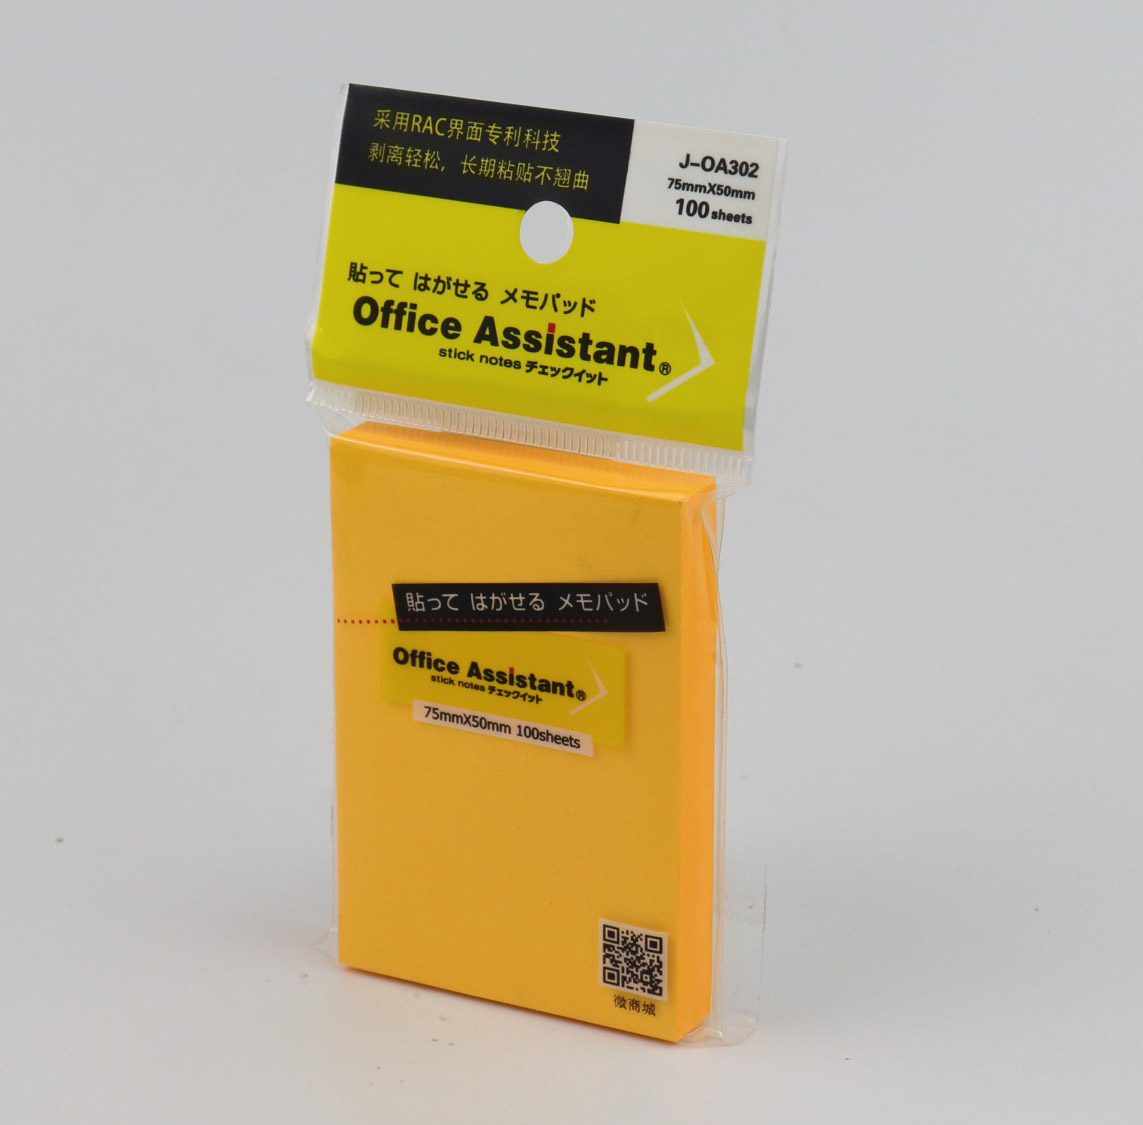 采用RAC界面专利科技
剥离轻松，长期粘贴不翘曲
J-OA302
75mmX50mm
100 sheets
貼って はがせる メモパッド
Office Assistant®
stick notes チェックイット
貼って はがせる メモパッド
Office Assistant®
stick notes チェックイット
75mmX50mm 100sheets
微商城